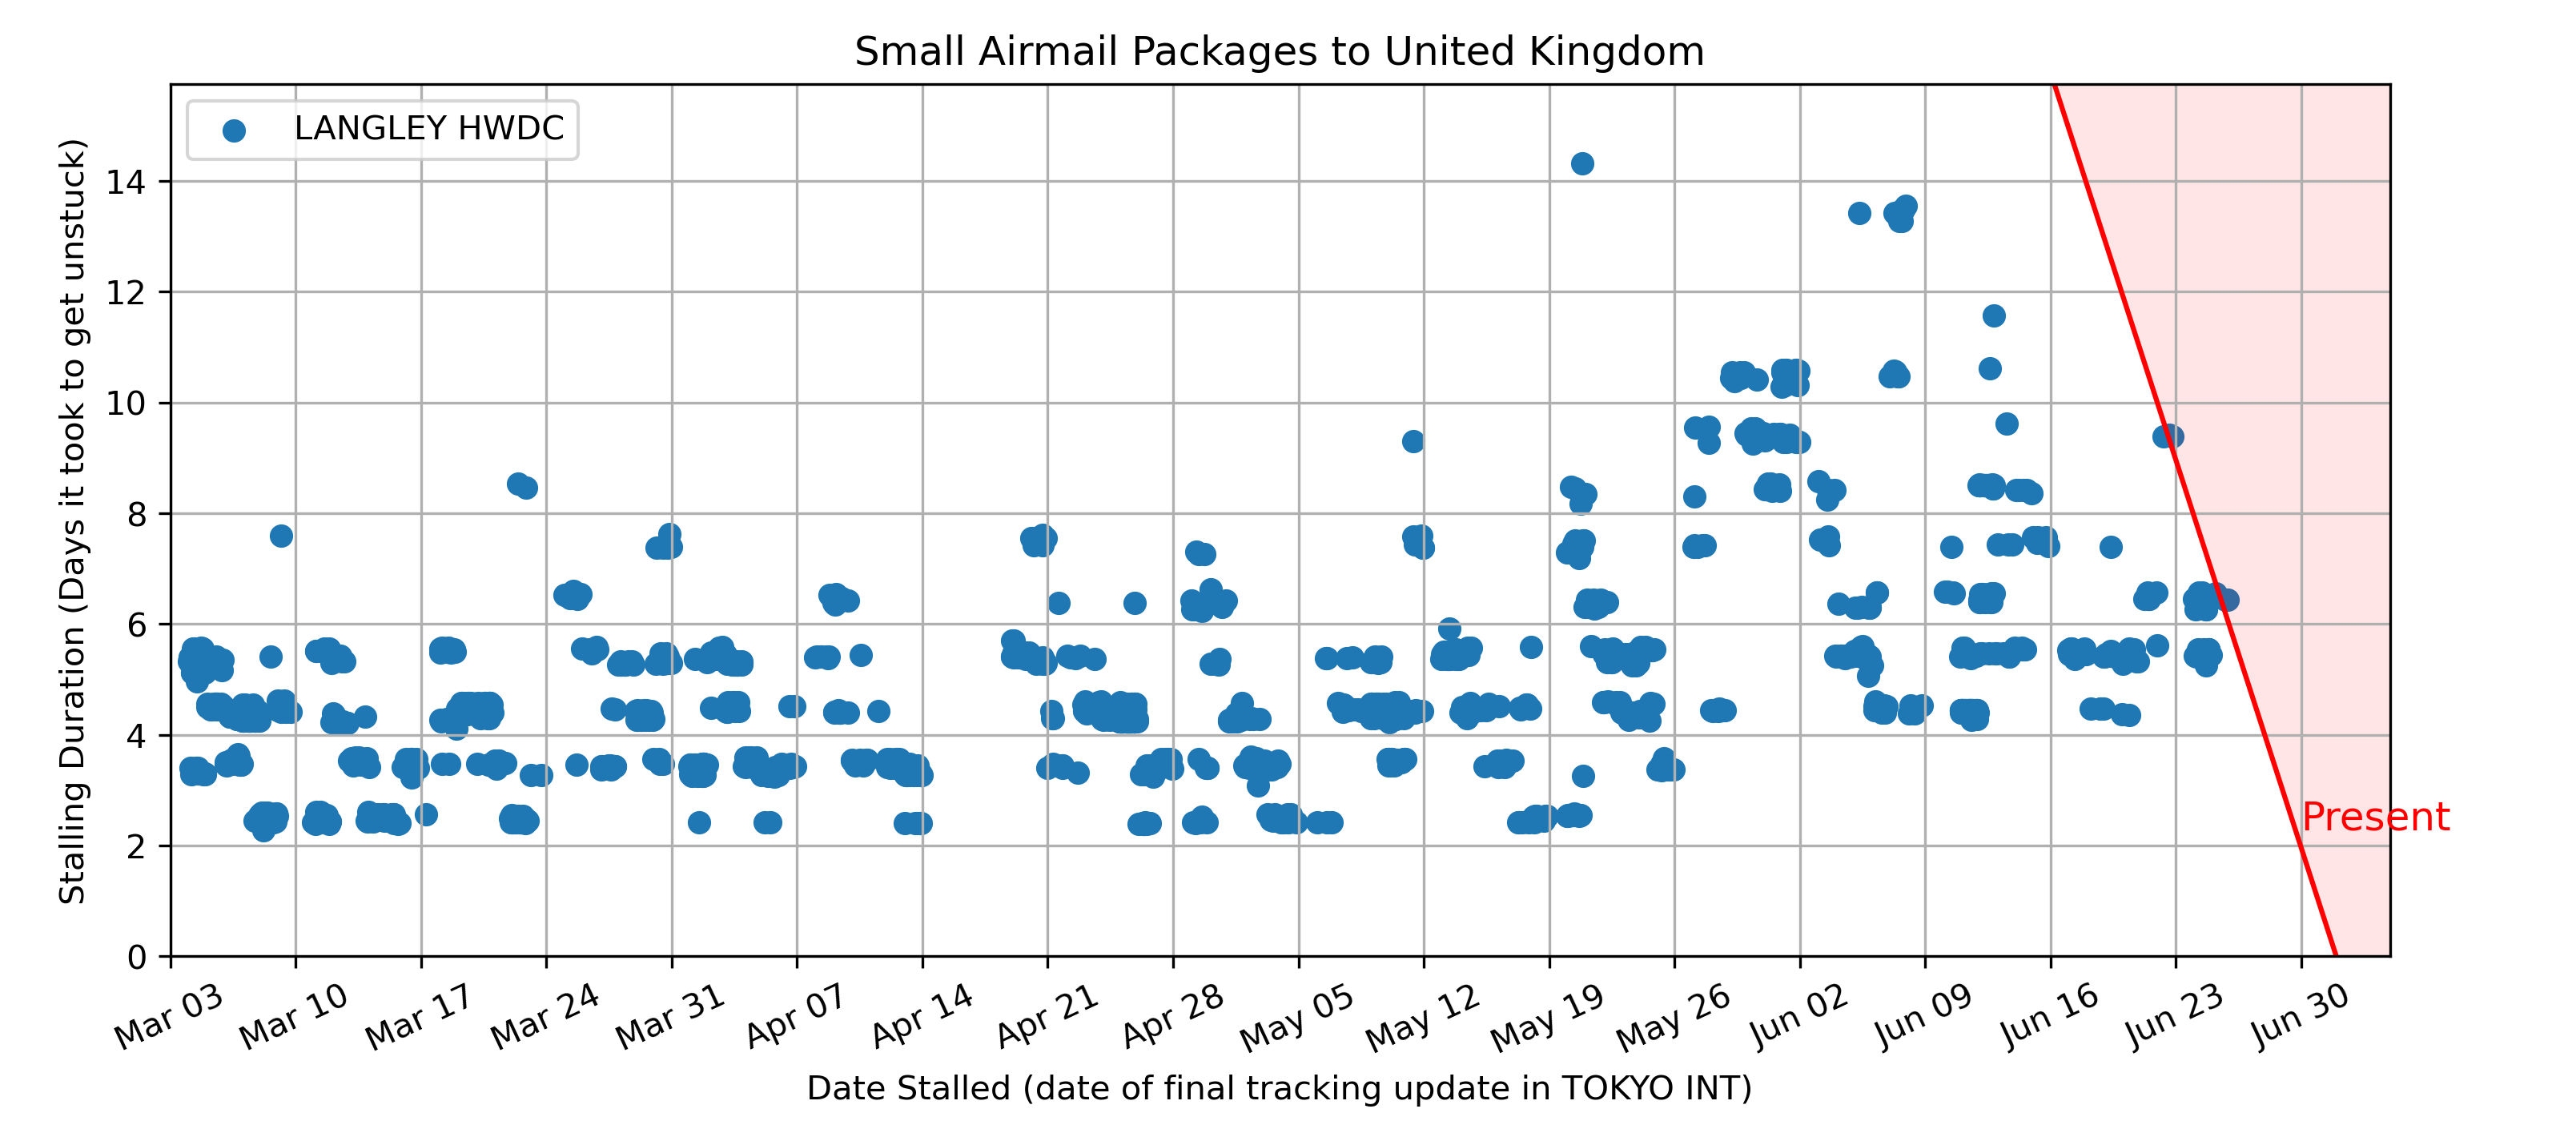 Small Airmail Packages to United Kingdom
LANGLEY HWDC
Stalling Duration (Days it took to get unstuck)
14
12
10
8
6
4
2
0
Present
Mar 03
Mar 10
Mar 17
Mar 24
Mar 31
Apr 07
Apr 14
Apr 21
Apr 28
May 05
May 12
May 19
May 26
Jun 02
Jun 09
Jun 16
Jun 23
Jun 30
Date Stalled (date of final tracking update in TOKYO INT)